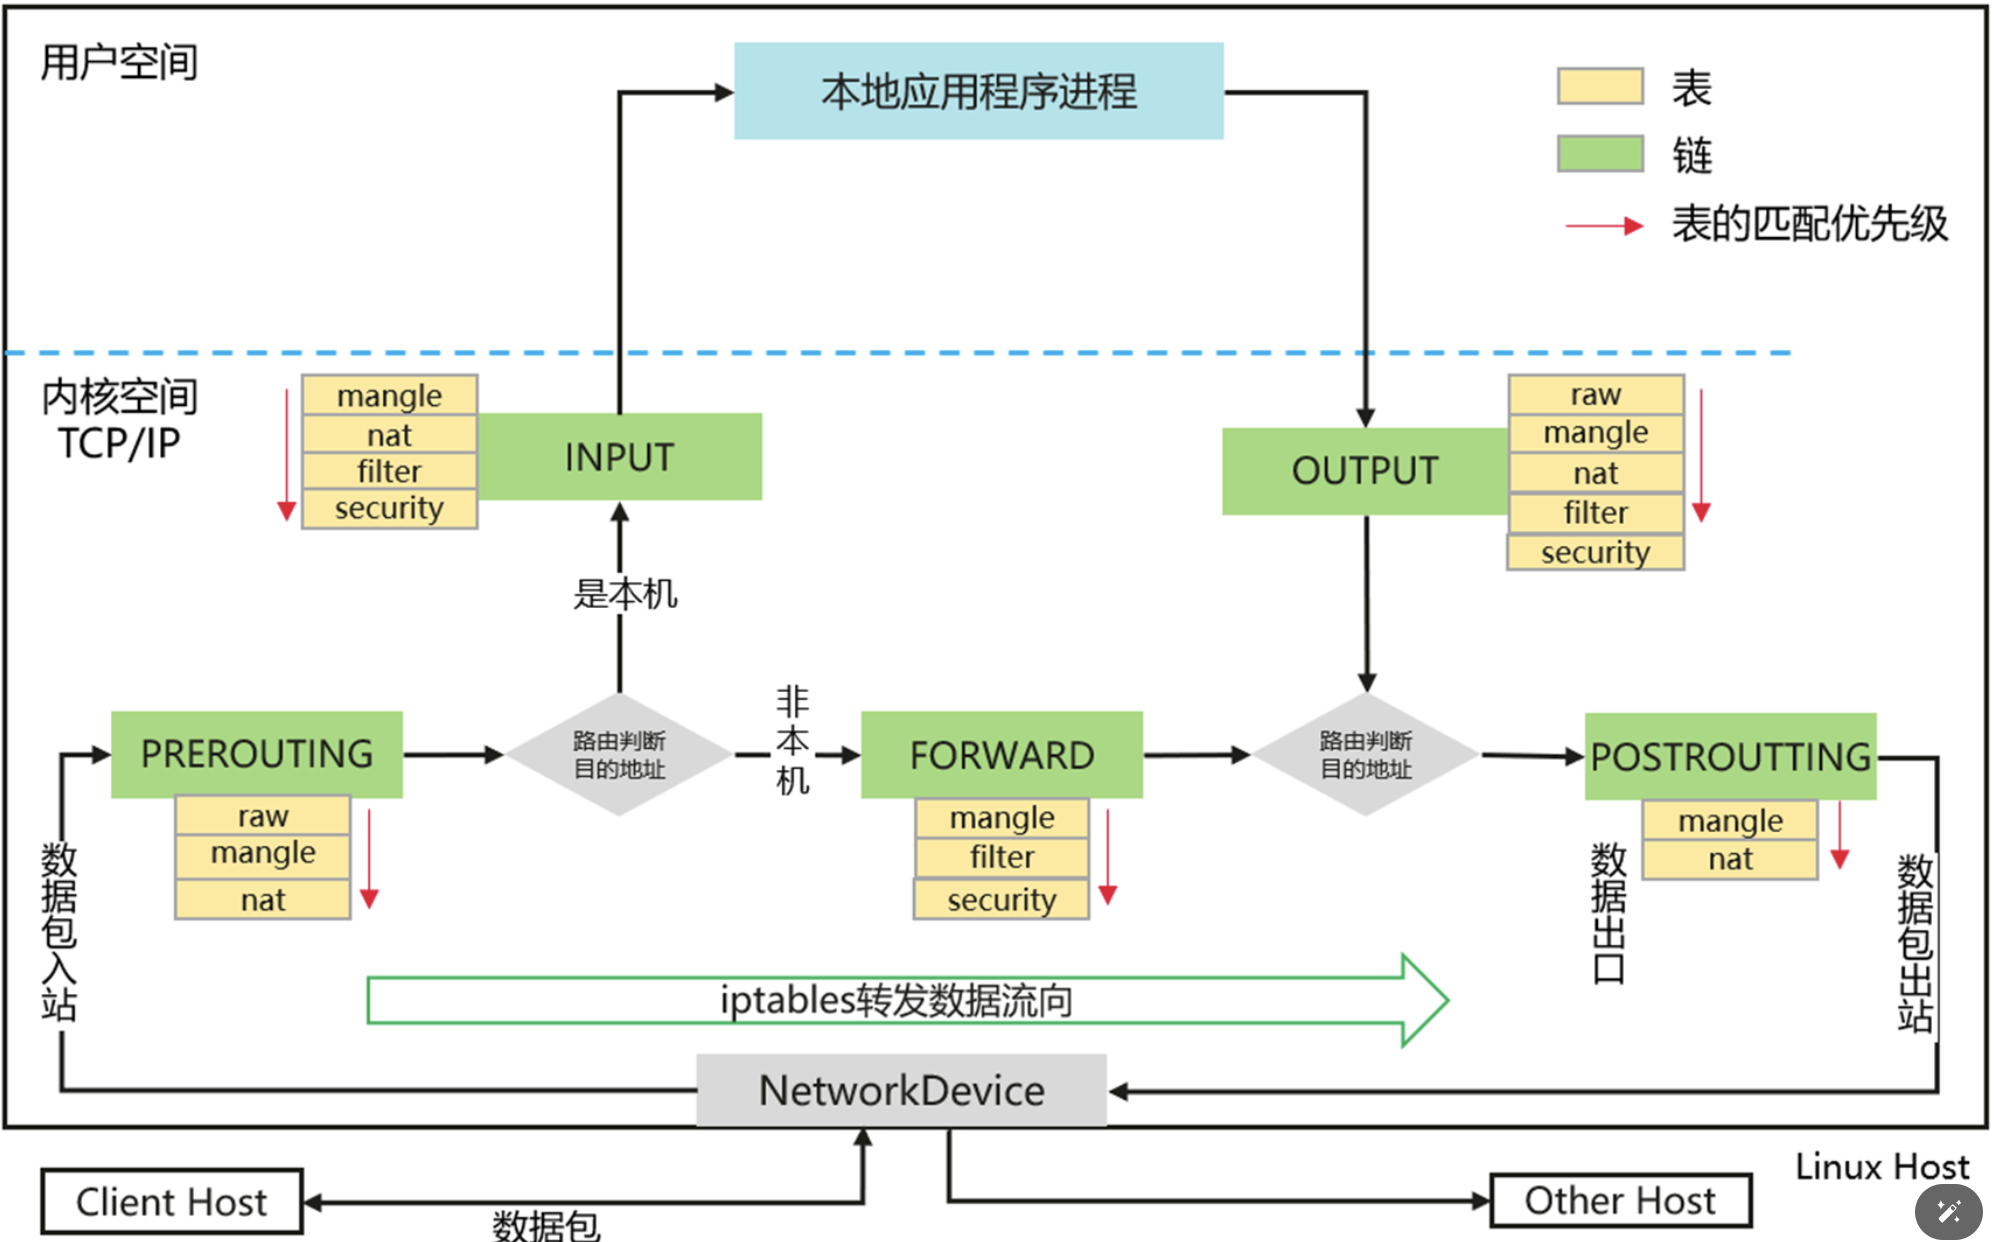 用户空间
本地应用程序进程
表
链
表的匹配优先级
内核空间
TCP/IP
mangle
nat
filter
security
INPUT
OUTPUT
raw
mangle
nat
filter
security
是本机
PREROUTING
raw
mangle
nat
路由判断
目的地址
非本机
FORWARD
mangle
filter
security
路由判断
目的地址
POSTROUTTING
mangle
nat
数据包入站
数据出口
数据包出站
iptables转发数据流向
NetworkDevice
Linux Host
Client Host
数据包
Other Host